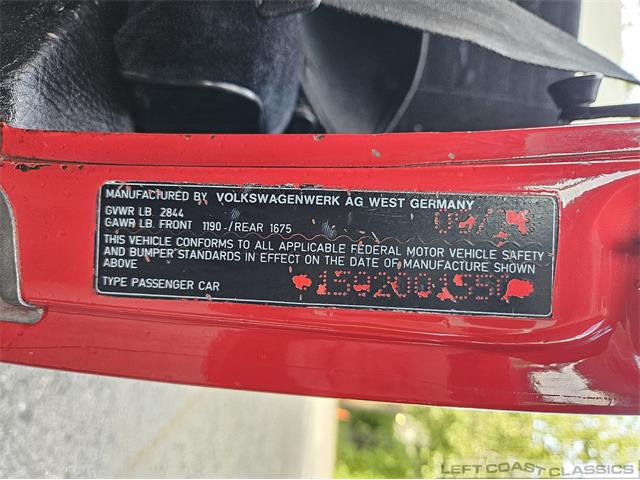 MANUFACTURED BY VOLKSWAGENWERK AG WEST GERMANY
GVWR LB 2844
GAWR LB. FRONT 1190 -/REAR 1675
THIS VEHICLE CONFORMS TO ALL APPLICABLE FEDERAL MOTOR VEHICLE SAFETY
AND BUMPER STANDARDS IN EFFECT ON THE DATE OF MANUFACTURE SHOWN
ABOVE
TYPE PASSENGER CAR
LEFT COAST CLASSICS